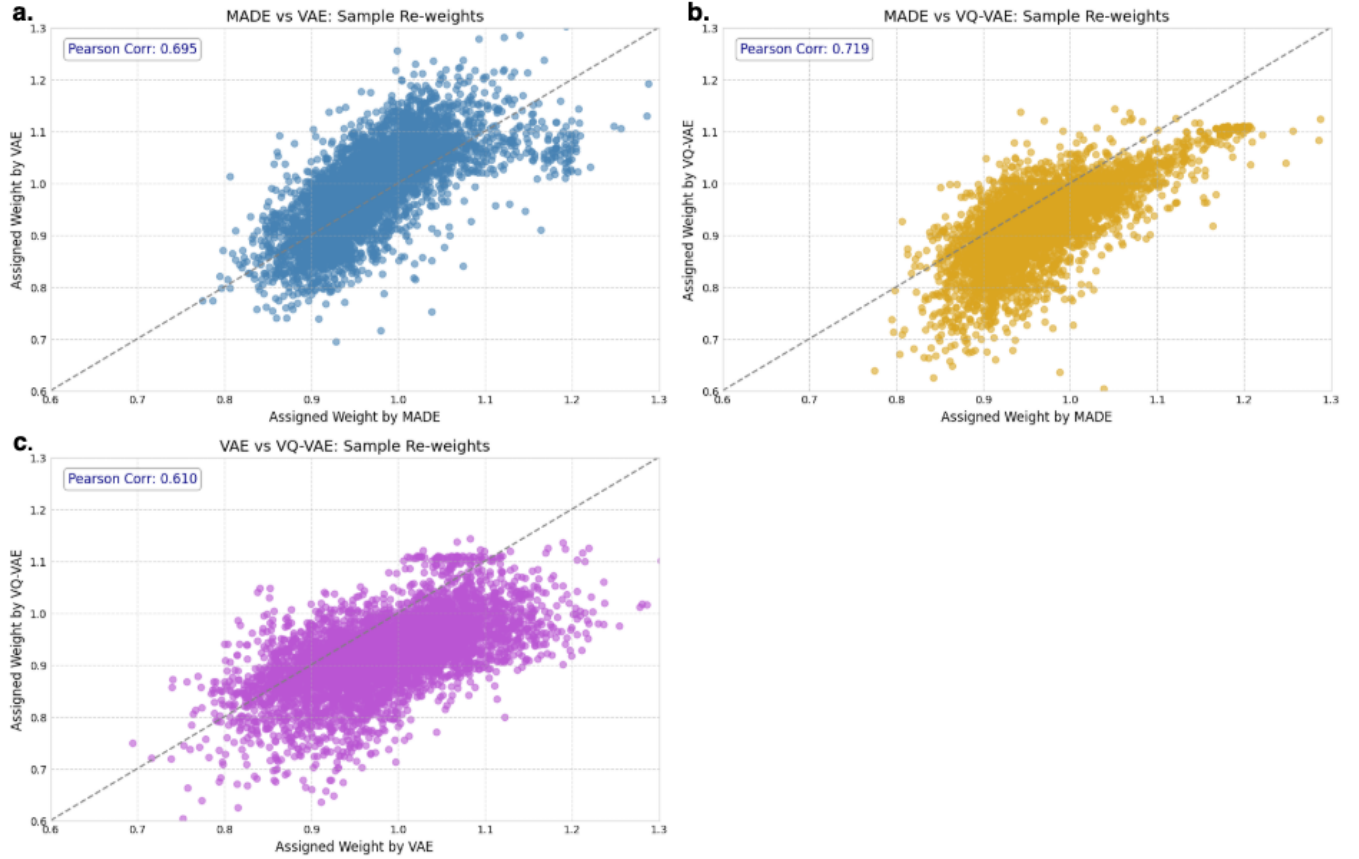 a.
MADE vs VAE: Sample Re-weights
Pearson Corr: 0.695
Assigned Weight by VAE
1.3
1.2
1.1
1.0
0.9
0.8
0.7
0.6
0.6 0.7 0.8 0.9 1.0 1.1 1.2 1.3
Assigned Weight by MADE
b.
MADE vs VQ-VAE: Sample Re-weights
Pearson Corr: 0.719
Assigned Weight by VQ-VAE
1.3
1.2
1.1
1.0
0.9
0.8
0.7
0.6
0.6 0.7 0.8 0.9 1.0 1.1 1.2 1.3
Assigned Weight by MADE
c.
VAE vs VQ-VAE: Sample Re-weights
Pearson Corr: 0.610
Assigned Weight by VQ-VAE
1.3
1.2
1.1
1.0
0.9
0.8
0.7
0.6
0.6 0.7 0.8 0.9 1.0 1.1 1.2 1.3
Assigned Weight by VAE